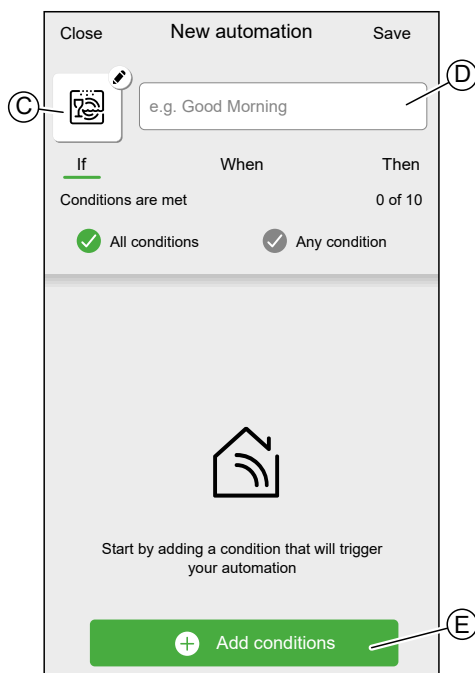 Close New automation Save
C
D
e.g. Good Morning
If When Then
Conditions are met 0 of 10
All conditions Any condition
Start by adding a condition that will trigger
your automation
Add conditions
E